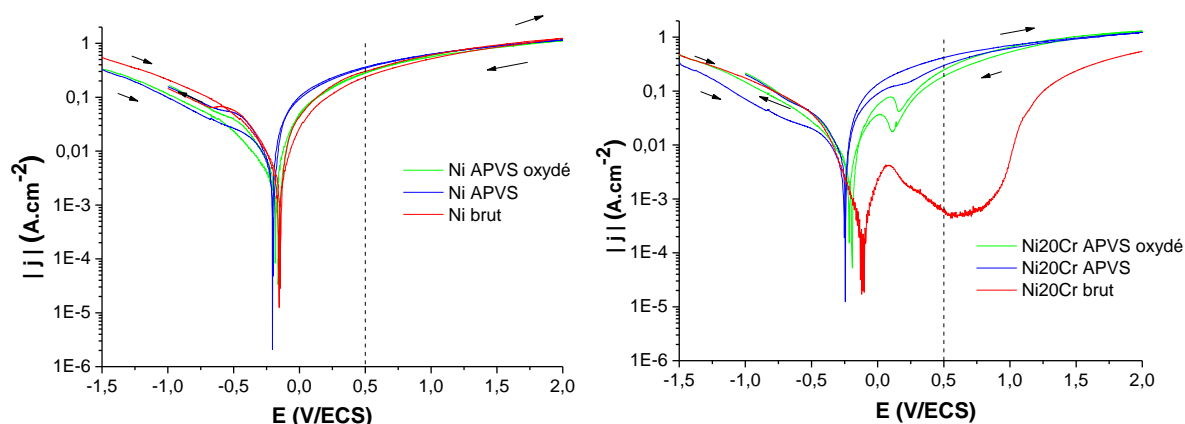 1
0,1
0,01
1E-3
1E-4
1E-5
1E-6
| j | (A.cm-2)
-1,5 -1,0 -0,5 0,0 0,5 1,0 1,5 2,0
E (V/ECS)
Ni APVS oxydé
Ni APVS
Ni brut
1
0,1
0,01
1E-3
1E-4
1E-5
1E-6
| j | (A.cm-2)
-1,5 -1,0 -0,5 0,0 0,5 1,0 1,5 2,0
E (V/ECS)
Ni20Cr APVS oxydé
Ni20Cr APVS
Ni20Cr brut